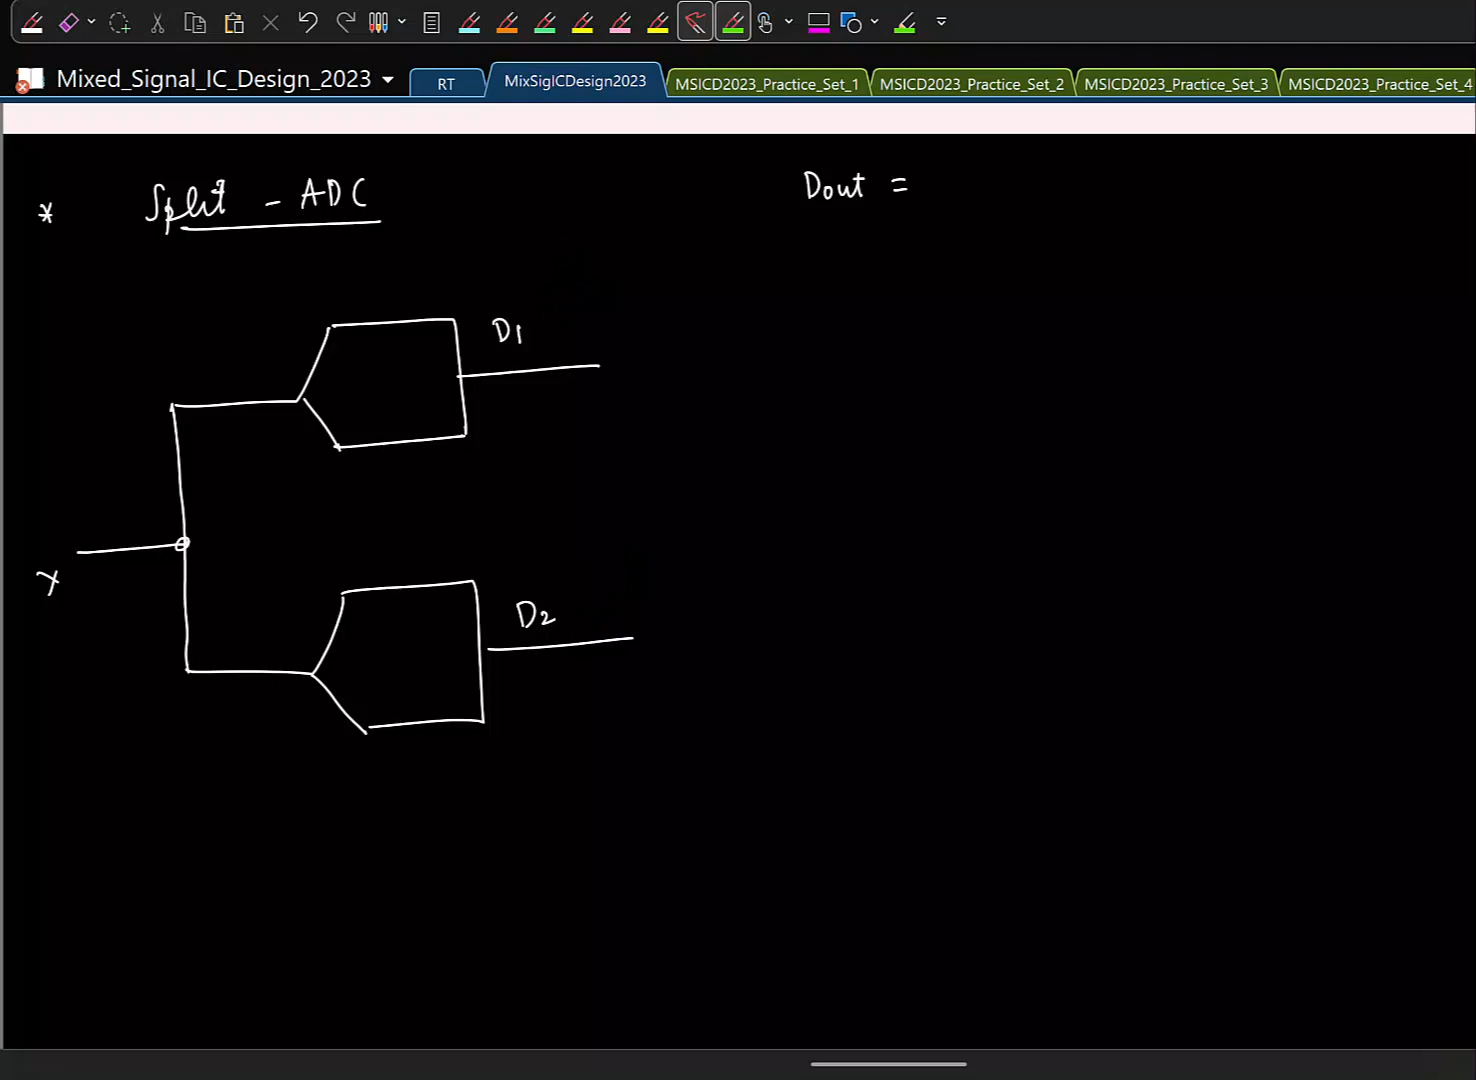 Mixed_Signal_IC_Design_2023
RT
MixSigICDesign2023
MSICD2023_Practice_Set_1
MSICD2023_Practice_Set_2
MSICD2023_Practice_Set_3
MSICD2023_Practice_Set_4
* Split - ADC
Dout =
D1
X
D2